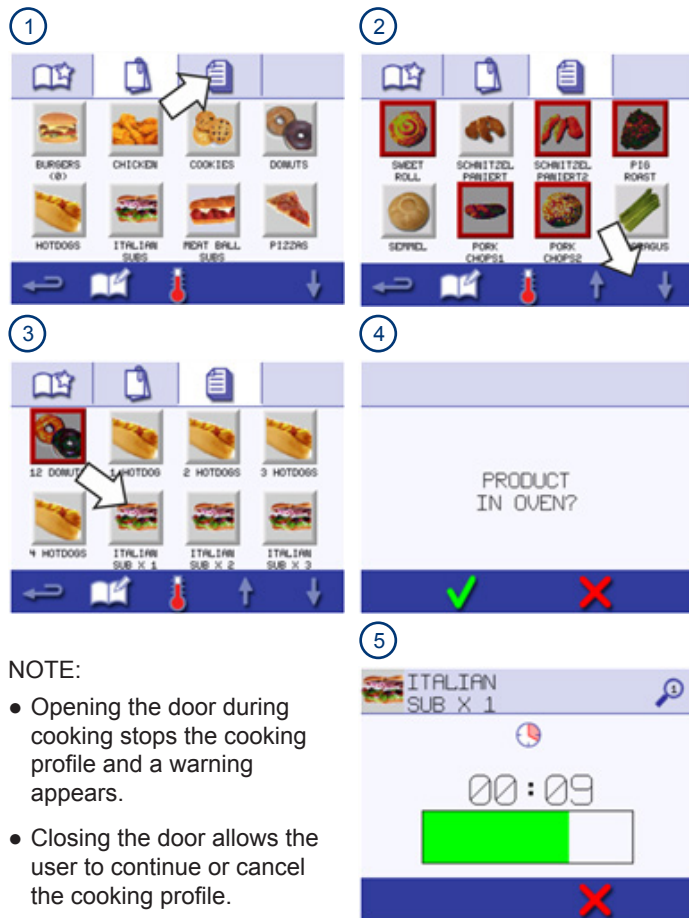 1
BURGERS
(0)
CHICKEN
COOKIES
DONUTS
HOTDOGS
ITALIAN
SUBS
MEAT BALL
SUBS
PIZZAS
2
SWEET
ROLL
SCHNITZEL
PANIERT
SCHNITZEL
PANIERT2
PIG
ROAST
SEMMEL
PORK
CHOPS1
PORK
CHOPS2
RAGUS
3
12 DONUT
1 HOTDOG
2 HOTDOGS
3 HOTDOGS
4 HOTDOGS
ITALIAN
SUB X 1
ITALIAN
SUB X 2
ITALIAN
SUB X 3
4
PRODUCT
IN OVEN?
NOTE:
● Opening the door during
cooking stops the cooking
profile and a warning
appears.
● Closing the door allows the
user to continue or cancel
the cooking profile.
5
ITALIAN
SUB X 1
1
00:09